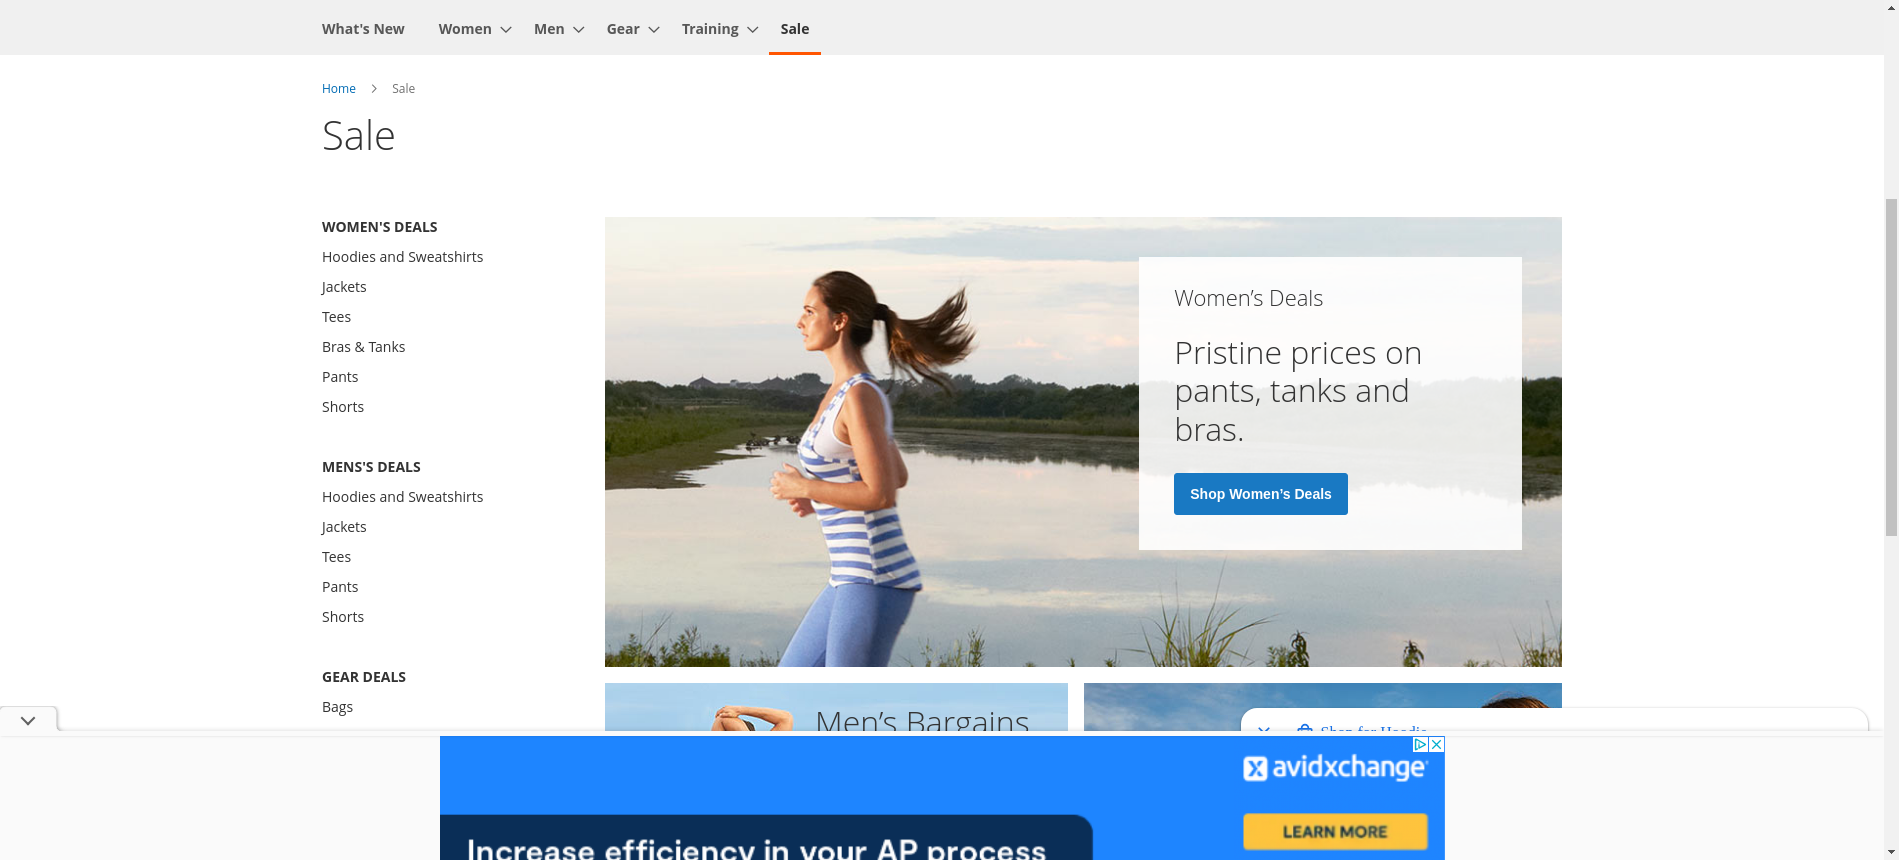 What's New
Women
Men
Gear
Training
Sale
Home
Sale
Sale
WOMEN'S DEALS
Hoodies and Sweatshirts
Jackets
Tees
Bras & Tanks
Pants
Shorts
MENS'S DEALS
Hoodies and Sweatshirts
Jackets
Tees
Pants
Shorts
GEAR DEALS
Bags
Women’s Deals
Pristine prices on
pants, tanks and
bras.
Shop Women’s Deals
Men’s Bargains
Shop for Hoodie
avidxchange
LEARN MORE
Increase efficiency in your AP process